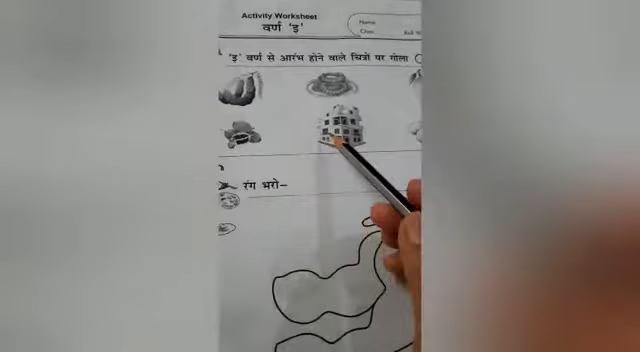 Activity Worksheet
वर्ण ‘इ’
Name
Class
‘इ’ वर्ण से आरंभ होने वाले चित्रों पर गोला
रंग भरो–